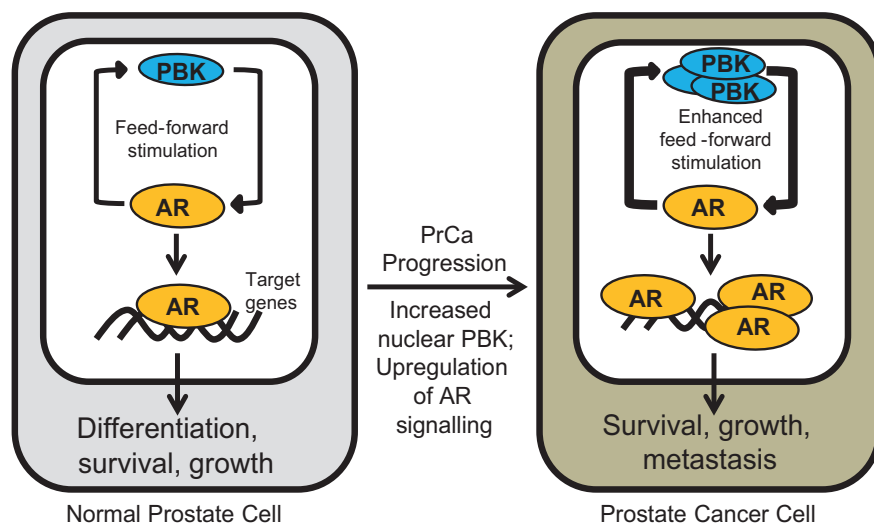 PBK
Feed-forward
stimulation
AR
AR
Target
genes
Differentiation,
survival, growth
Normal Prostate Cell
PrCa
Progression
Increased
nuclear PBK;
Upregulation
of AR
signalling
PBK
PBK
Enhanced
feed -forward
stimulation
AR
AR
AR
AR
Survival, growth,
metastasis
Prostate Cancer Cell